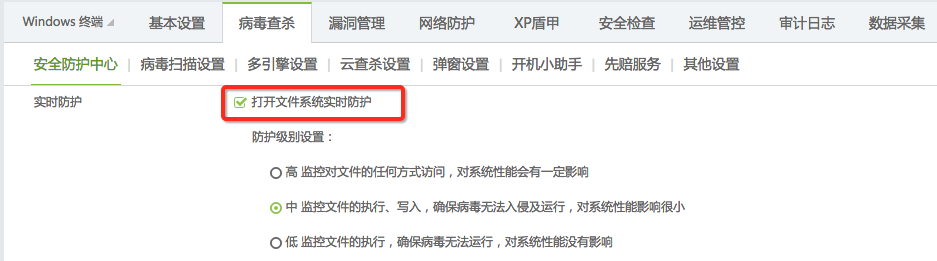 Windows 终端 基本设置 病毒查杀 漏洞管理 网络防护 XP盾甲 安全检查 运维管控 审计日志 数据采集
安全防护中心 病毒扫描设置 多引擎设置 云查杀设置 弹窗设置 开机小助手 先赔服务 其他设置
实时防护 打开文件系统实时防护
防护级别设置：
高 监控对文件的任何方式访问，对系统性能会有一定影响
中 监控文件的执行、写入，确保病毒无法入侵及运行，对系统性能影响很小
低 监控文件的执行，确保病毒无法运行，对系统性能没有影响